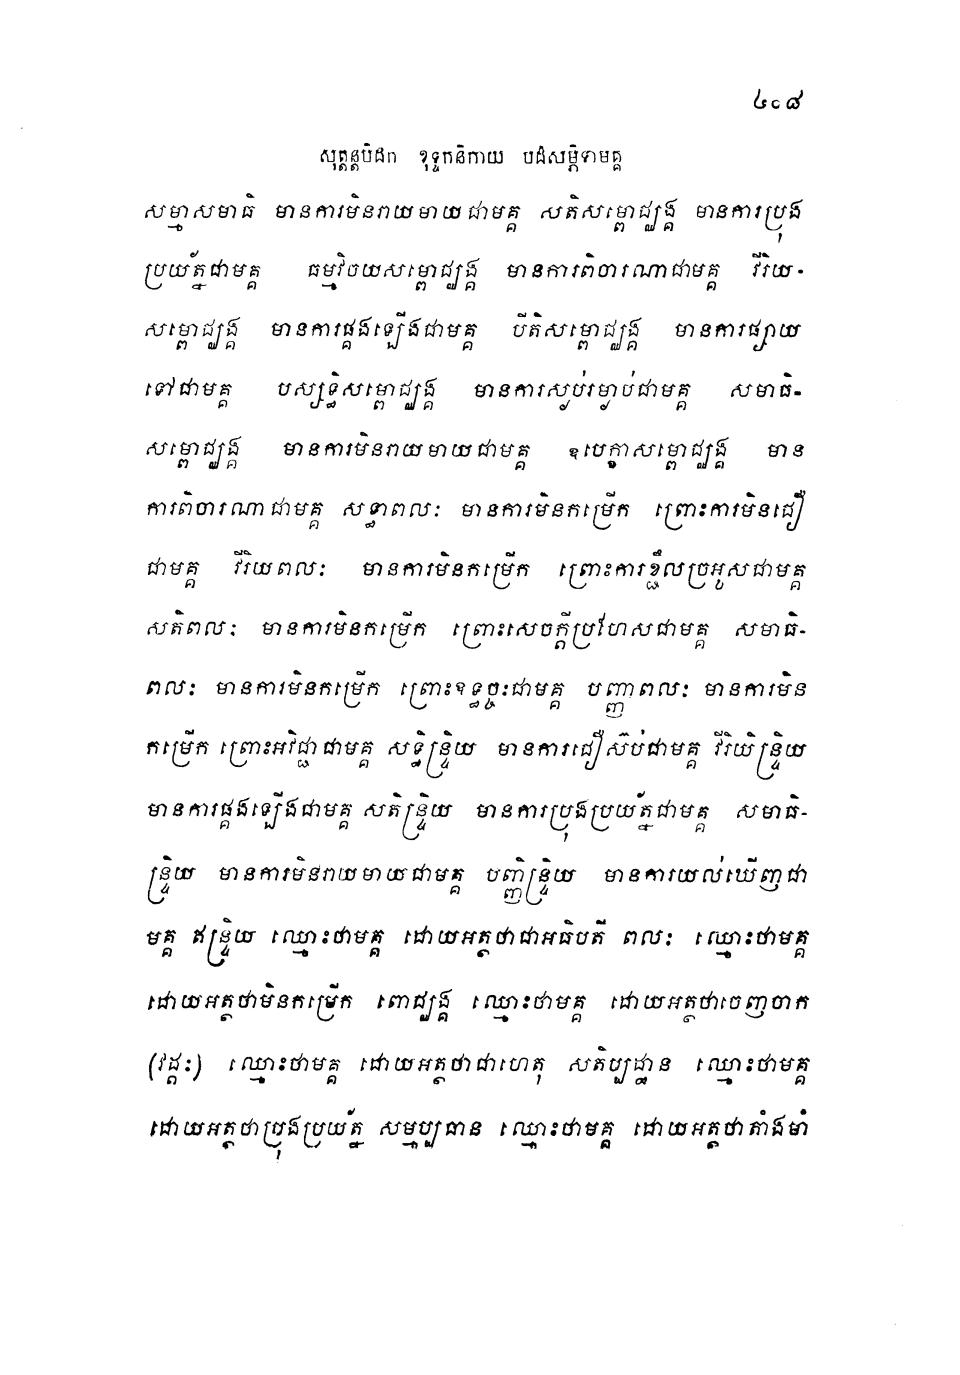 ៤០៨
សុត្តន្តបិដក ខុទ្ទកនិកាយ បដិសម្ភិទាមគ្គ
សម្មាសមាធិ មានការមិនរាយមាយជាមគ្គ សតិសម្ពោជ្ឈង្គ មានការប្រុង
ប្រយ័ត្នជាមគ្គ ធម្មវិចយសម្ពោជ្ឈង្គ មានការពិចារណាជាមគ្គ វីរិយ-
សម្ពោជ្ឈង្គ មានការផ្គងឡើងជាមគ្គ បីតិសម្ពោជ្ឈង្គ មានការផ្សាយ
ទៅជាមគ្គ បស្សទ្ធិសម្ពោជ្ឈង្គ មានការស្ងប់រម្ងាប់ជាមគ្គ សមាធិ-
សម្ពោជ្ឈង្គ មានការមិនរាយមាយជាមគ្គ ឧបេក្ខាសម្ពោជ្ឈង្គ មាន
ការពិចារណាជាមគ្គ សទ្ធាពលៈ មានការមិនកម្រើក ព្រោះការមិនជឿ
ជាមគ្គ វីរិយពលៈ មានការមិនកម្រើក ព្រោះការខ្ជិលច្រអូសជាមគ្គ
សតិពលៈ មានការមិនកម្រើក ព្រោះសេចក្តីប្រហែសជាមគ្គ សមាធិ-
ពលៈ មានការមិនកម្រើក ព្រោះឧទ្ធច្ចៈជាមគ្គ បញ្ញាពលៈ មានការមិន
កម្រើក ព្រោះអវិជ្ជាជាមគ្គ សទ្ធិន្ទ្រិយ មានការជឿស៊ប់ជាមគ្គ វីរិយិន្ទ្រិយ
មានការផ្គងឡើងជាមគ្គ សតិន្ទ្រិយ មានការប្រុងប្រយ័ត្នជាមគ្គ សមាធិ-
ន្ទ្រិយ មានការមិនរាយមាយជាមគ្គ បញ្ញិន្ទ្រិយ មានការយល់ឃើញជា
មគ្គ ឥន្ទ្រិយ ឈ្មោះថាមគ្គ ដោយអត្ថថាជាអធិបតី ពលៈ ឈ្មោះថាមគ្គ
ដោយអត្ថថាមិនកម្រើក ពោជ្ឈង្គ ឈ្មោះថាមគ្គ ដោយអត្ថថាចេញចាក
(វដ្តៈ) ឈ្មោះថាមគ្គ ដោយអត្ថថាជាហេតុ សតិប្បដ្ឋាន ឈ្មោះថាមគ្គ
ដោយអត្ថថាប្រុងប្រយ័ត្ន សម្មប្បធាន ឈ្មោះថាមគ្គ ដោយអត្ថថាតាំងមាំ